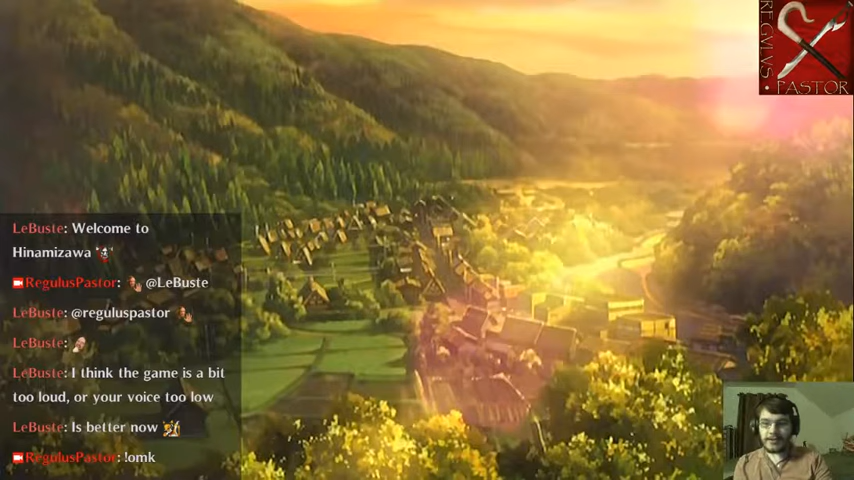 REGVLVS
• PASTOR
LeBuste: Welcome to
Hinamizawa
RegulusPastor: @LeBuste
LeBuste: @reguluspastor
LeBuste:
LeBuste: I think the game is a bit
too loud, or your voice too low
LeBuste: Is better now
RegulusPastor: !omk